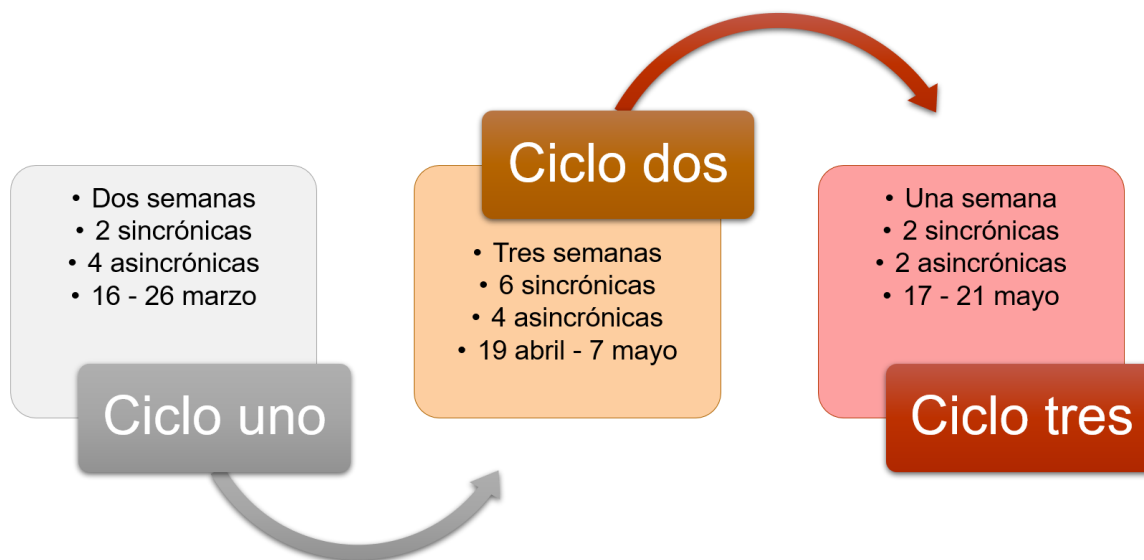 • Dos semanas
• 2 sincrónicas
• 4 asincrónicas
• 16 - 26 marzo
Ciclo uno
Ciclo dos
• Tres semanas
• 6 sincrónicas
• 4 asincrónicas
• 19 abril - 7 mayo
• Una semana
• 2 sincrónicas
• 2 asincrónicas
• 17 - 21 mayo
Ciclo tres